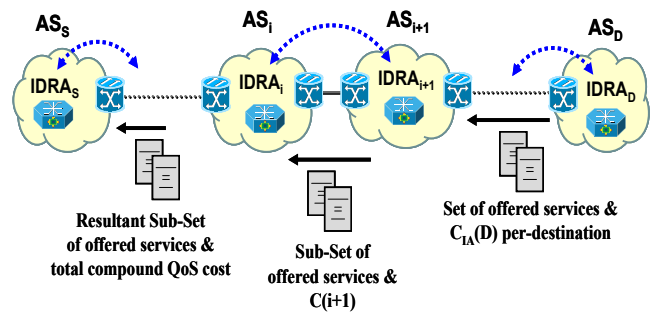 ASS
ASi
ASi+1
ASD
IDRAS
IDRAi
IDRAi+1
IDRAD
Resultant Sub-Set
of offered services &
total compound QoS cost
Sub-Set of
offered services &
C(i+1)
Set of offered services &
CIA(D) per-destination